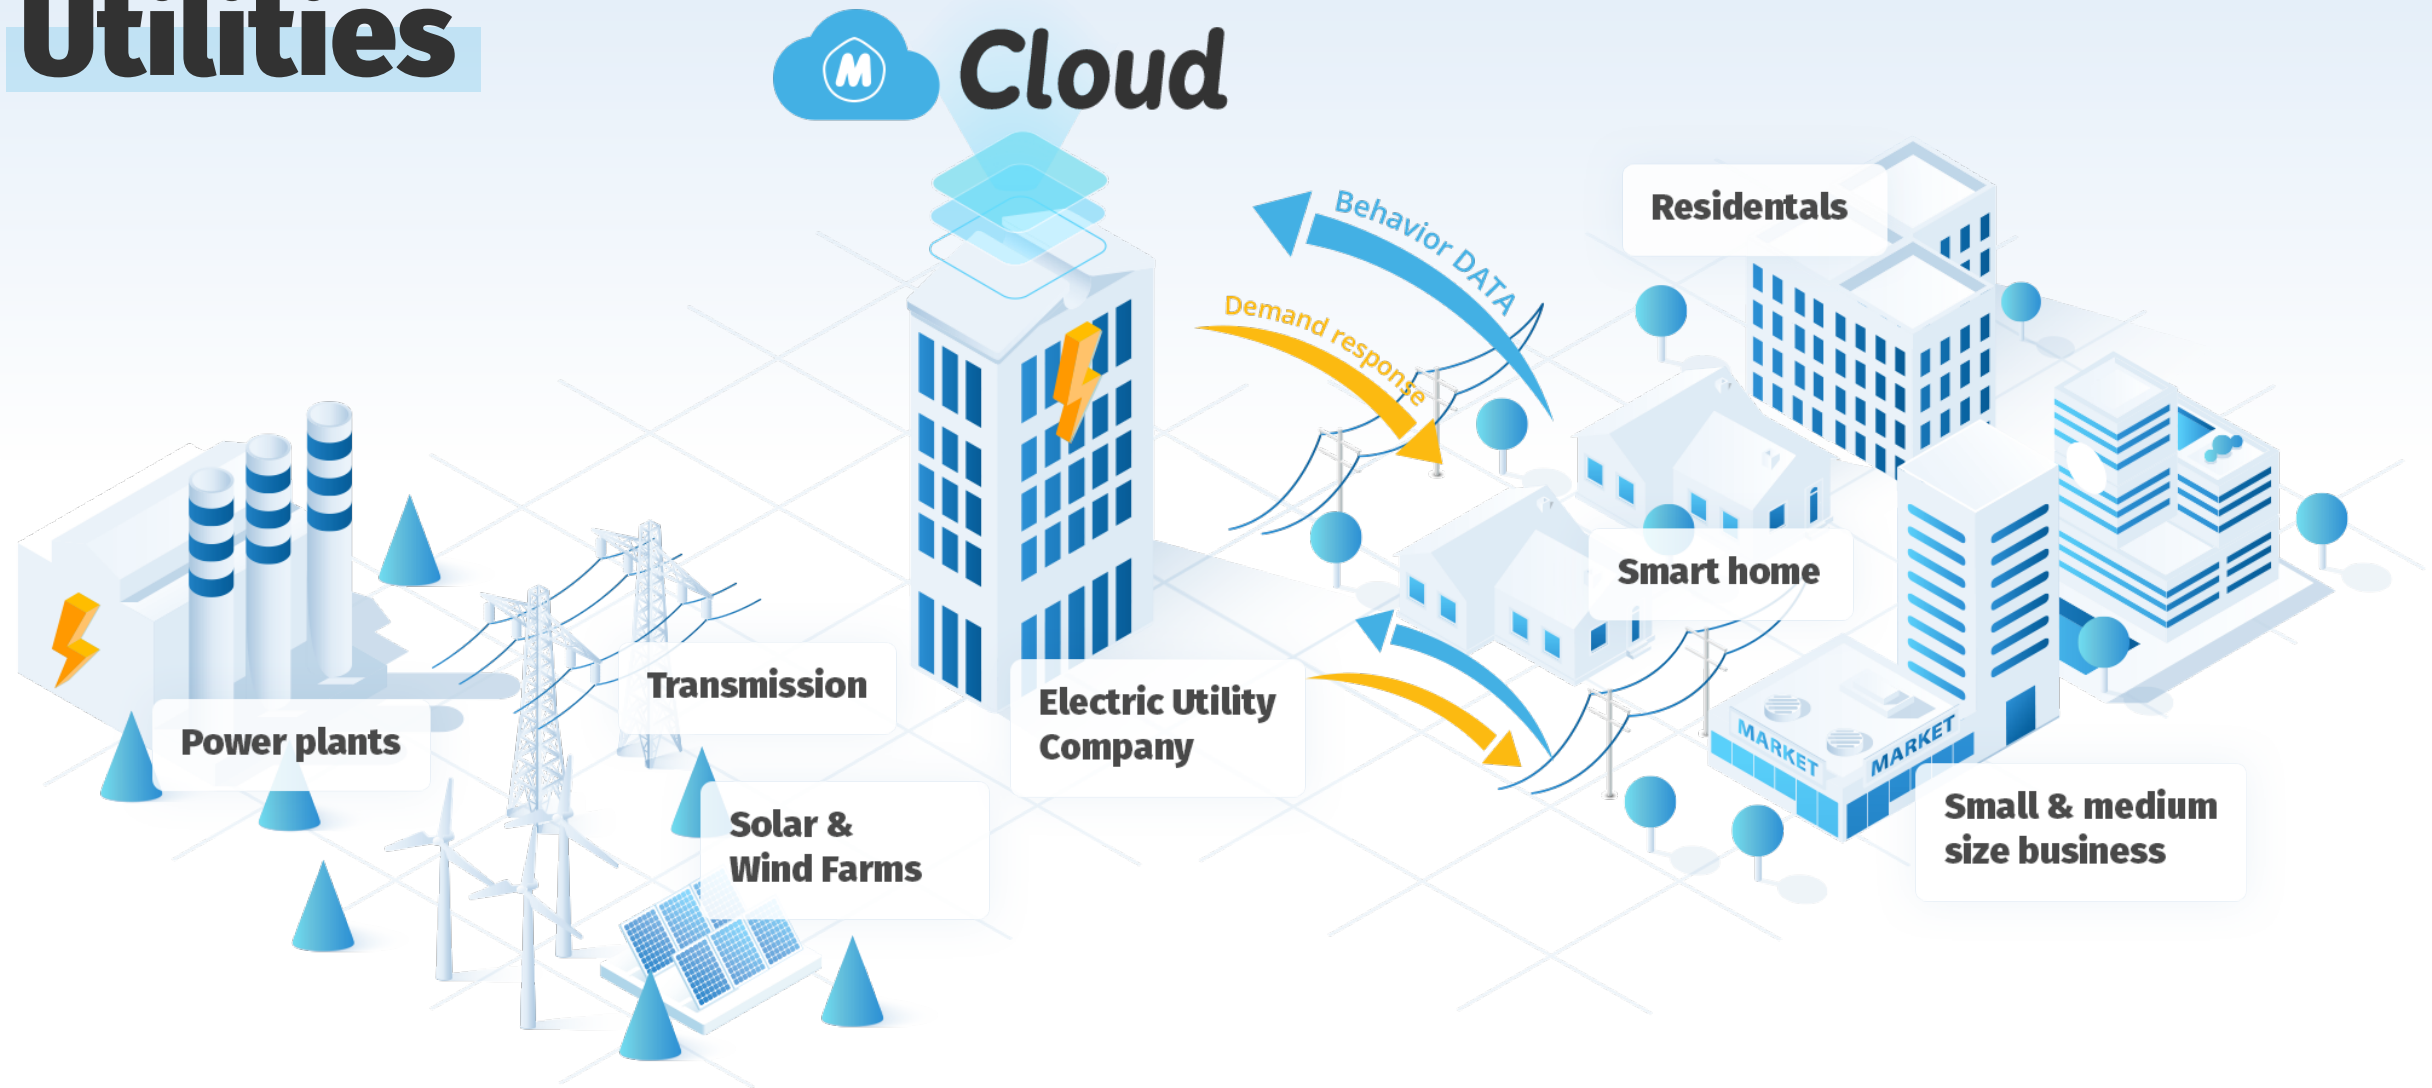 Utilities
M Cloud
Behavior DATA
Demand response
Residentals
Smart home
Transmission
Power plants
Electric Utility
Company
Solar &
Wind Farms
MARKET
MARKET
Small & medium
size business